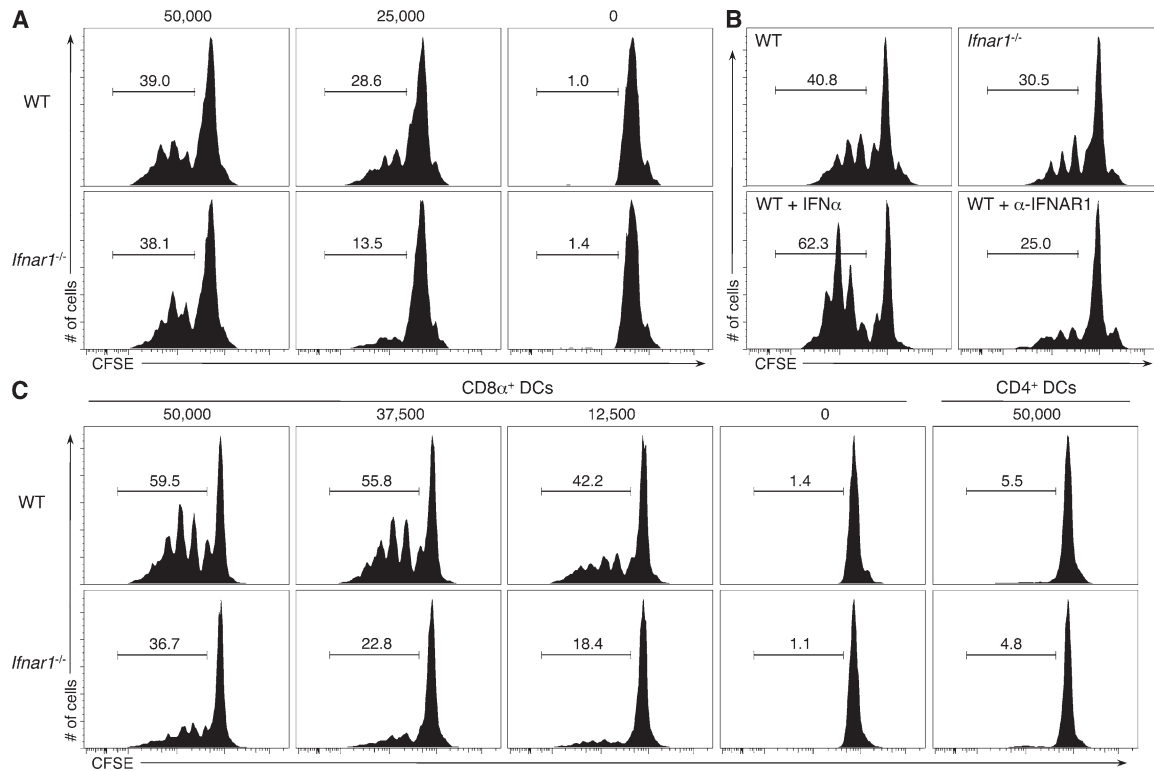 A
50,000
25,000
0
WT
39.0
28.6
1.0
Ifnar1-/-
38.1
13.5
1.4
# of cells
CFSE
B
WT
Ifnar1-/-
40.8
30.5
WT + IFNα
WT + α-IFNAR1
62.3
25.0
# of cells
CFSE
C
CD8α+ DCs
CD4+ DCs
50,000
37,500
12,500
0
50,000
WT
59.5
55.8
42.2
1.4
5.5
Ifnar1-/-
36.7
22.8
18.4
1.1
4.8
# of cells
CFSE